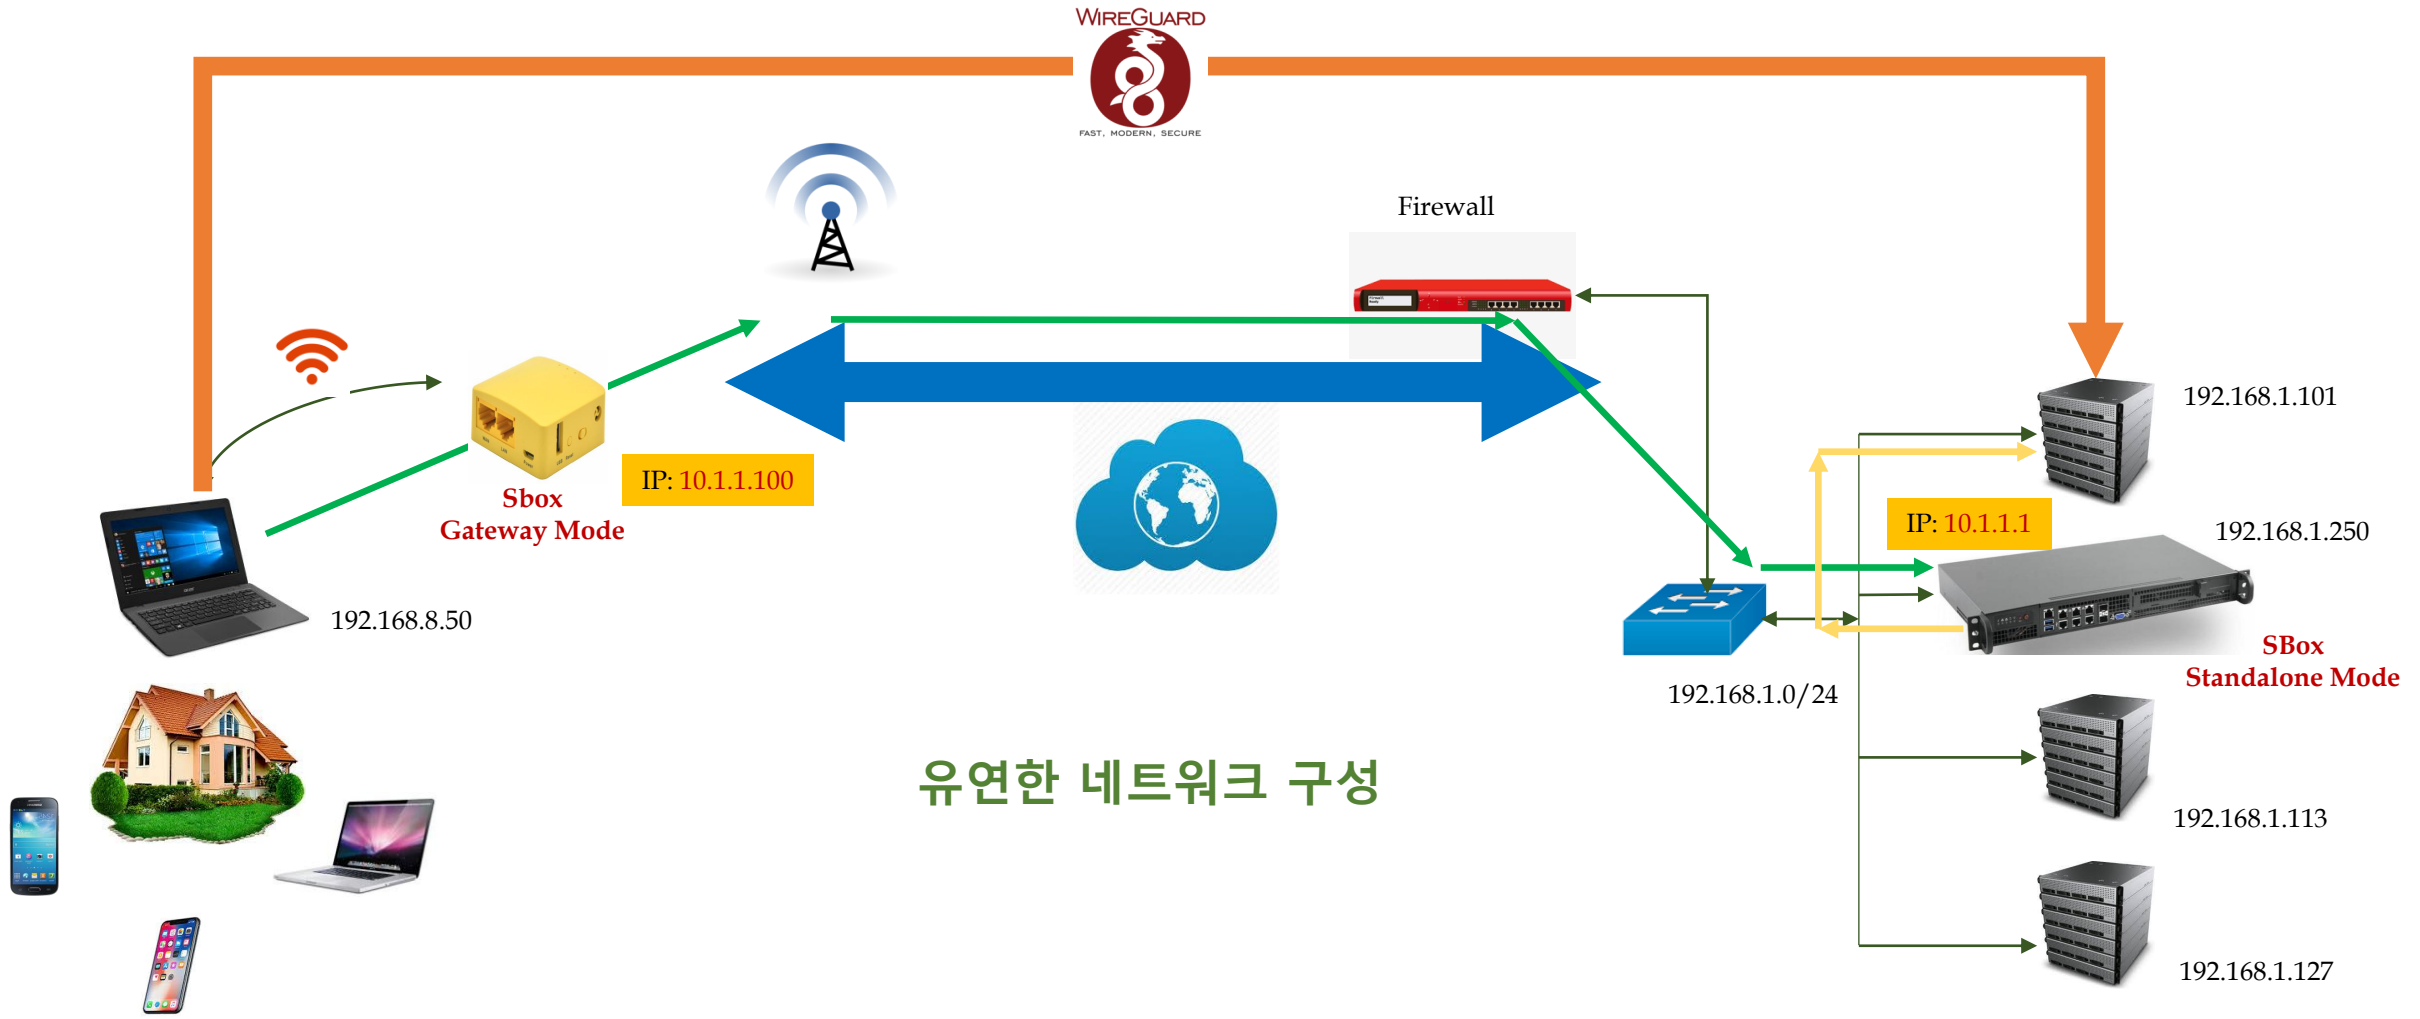 WIREGUARD
FAST, MODERN, SECURE
Firewall
192.168.1.101
IP: 10.1.1.100
Sbox
Gateway Mode
IP: 10.1.1.1
192.168.1.250
192.168.8.50
SBox
Standalone Mode
192.168.1.0/24
유연한 네트워크 구성
192.168.1.113
192.168.1.127